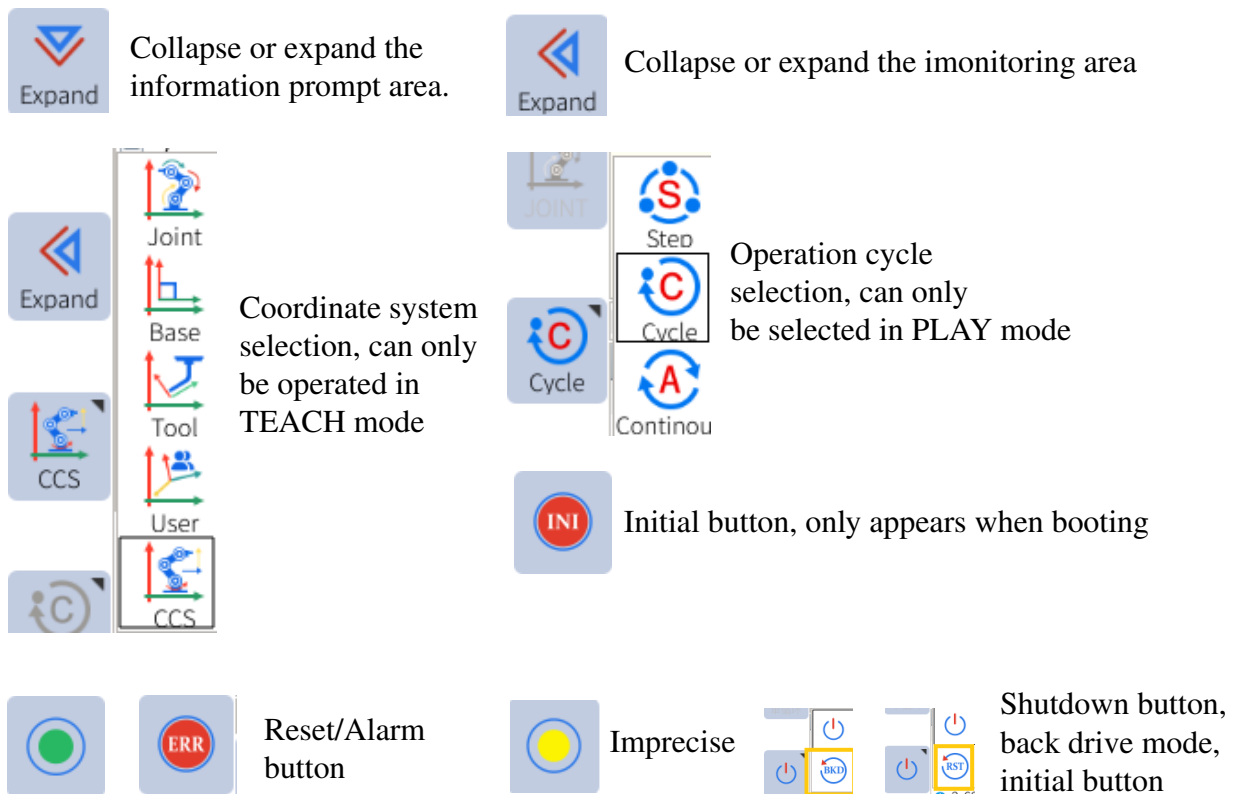 Expand
Collapse or expand the
information prompt area.
Expand
Collapse or expand the imonitoring area
Expand
CCS
C
Joint
Base
Tool
User
CCS
Coordinate system
selection, can only
be operated in
TEACH mode
JOINT
C
Cycle
S
Step
C
Cycle
A
Continou
Operation cycle
selection, can only
be selected in PLAY mode
INI
Initial button, only appears when booting
ERR
Reset/Alarm
button
Imprecise
BKD
RST
Shutdown button,
back drive mode,
initial button